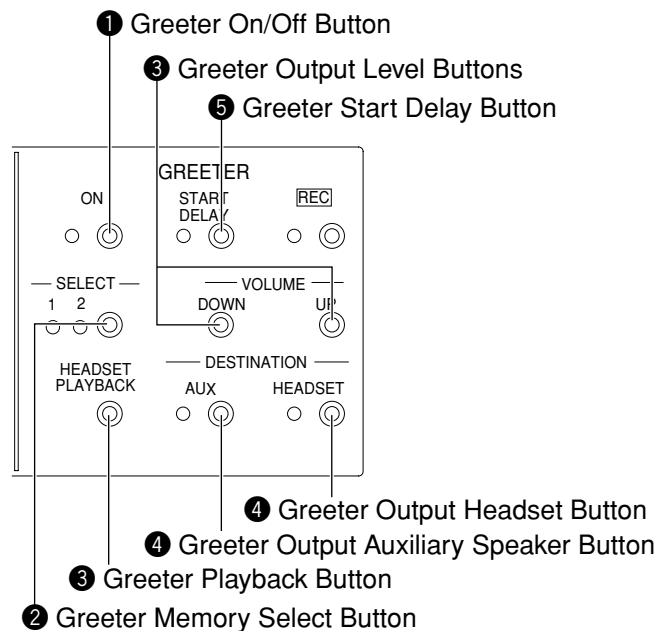 ❶ Greeter On/Off Button
❸ Greeter Output Level Buttons
❺ Greeter Start Delay Button
GREETER
ON
START
DELAY
REC
SELECT
1 2
VOLUME
DOWN
UP
HEADSET
PLAYBACK
DESTINATION
AUX
HEADSET
❹ Greeter Output Headset Button
❹ Greeter Output Auxiliary Speaker Button
❸ Greeter Playback Button
❷ Greeter Memory Select Button